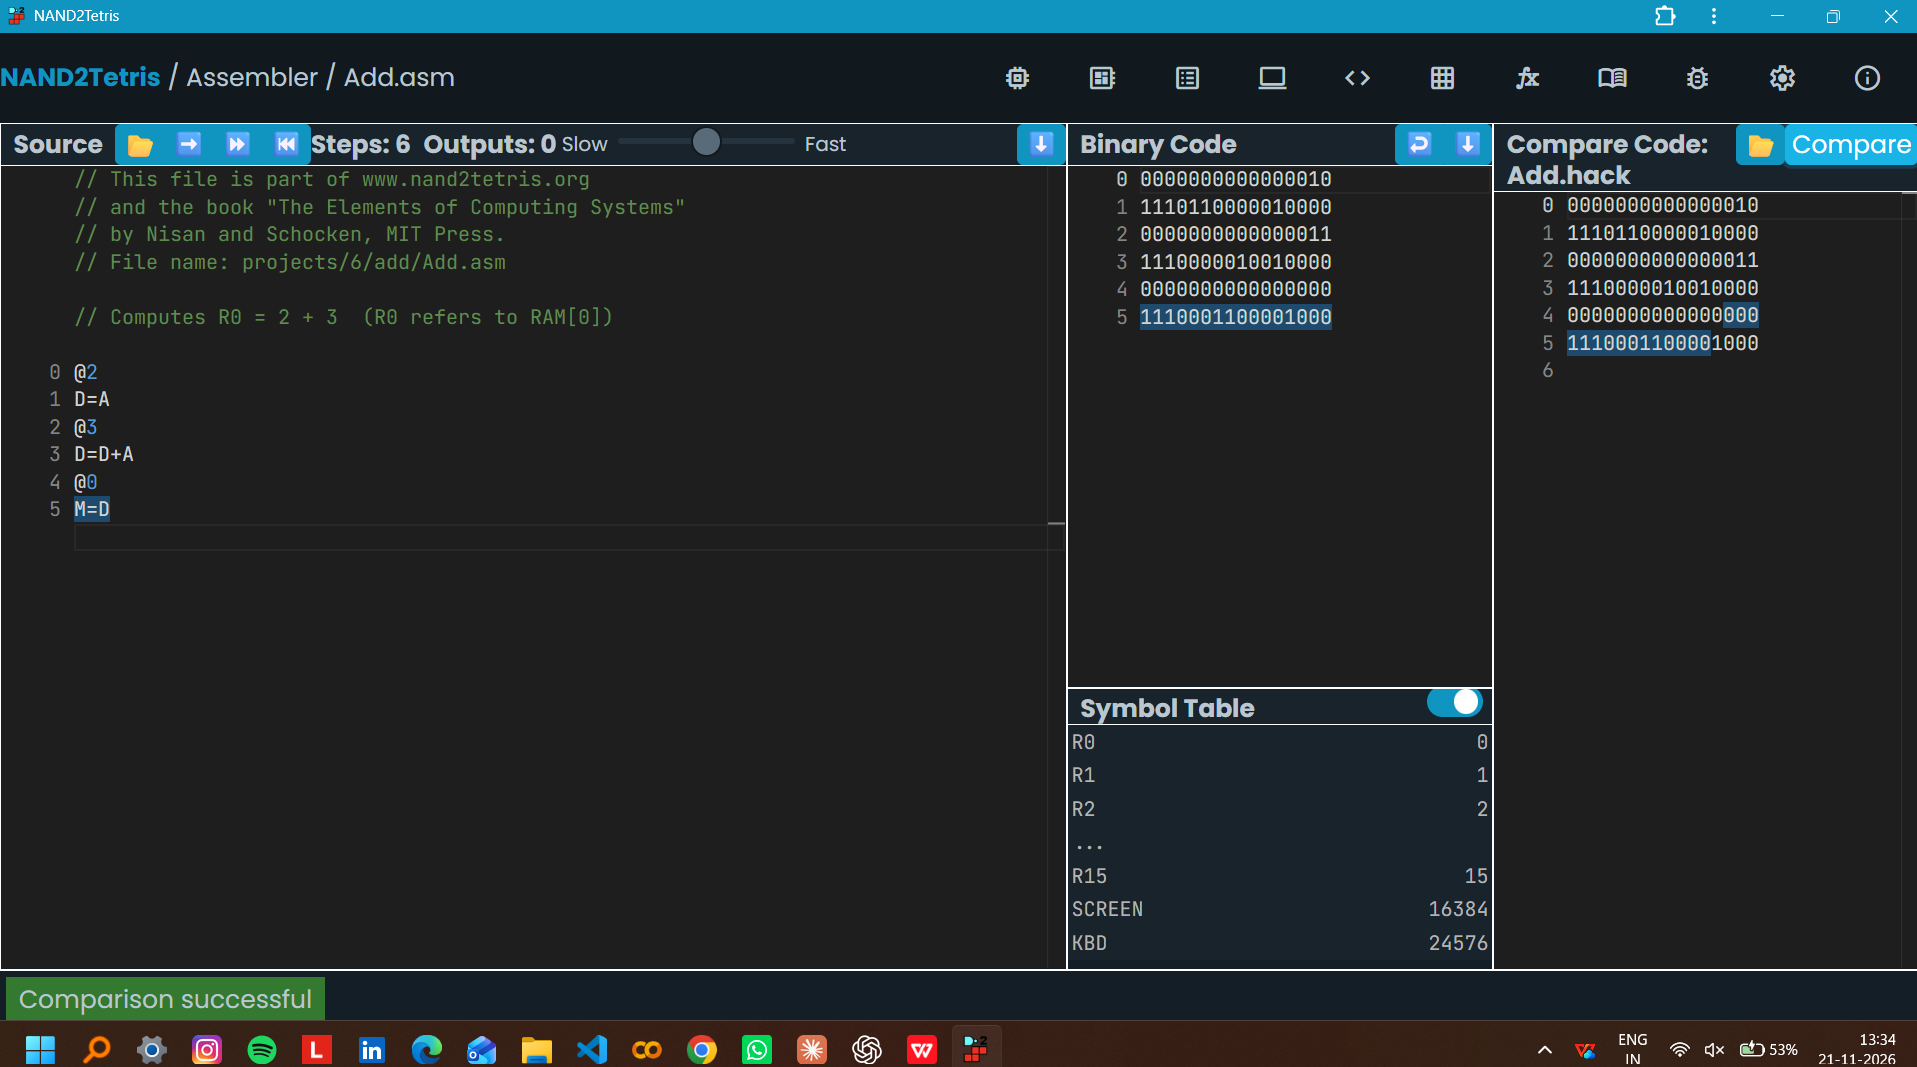 NAND2Tetris
NAND2Tetris / Assembler / Add.asm
Source
Steps: 6 Outputs: 0 Slow Fast
// This file is part of www.nand2tetris.org
// and the book "The Elements of Computing Systems"
// by Nisan and Schocken, MIT Press.
// File name: projects/6/add/Add.asm
// Computes R0 = 2 + 3 (R0 refers to RAM[0])
0 @2
1 D=A
2 @3
3 D=D+A
4 @0
5 M=D
Binary Code
0 0000000000000010
1 1110110000010000
2 0000000000000011
3 1110000010010000
4 0000000000000000
5 1110001100001000
Symbol Table
R0 0
R1 1
R2 2
...
R15 15
SCREEN 16384
KBD 24576
Compare Code: Compare
Add.hack
0 0000000000000010
1 1110110000010000
2 0000000000000011
3 1110000010010000
4 0000000000000000
5 1110001100001000
6
Comparison successful
L
in
W
ENG
IN
53%
13:34
21-11-2026